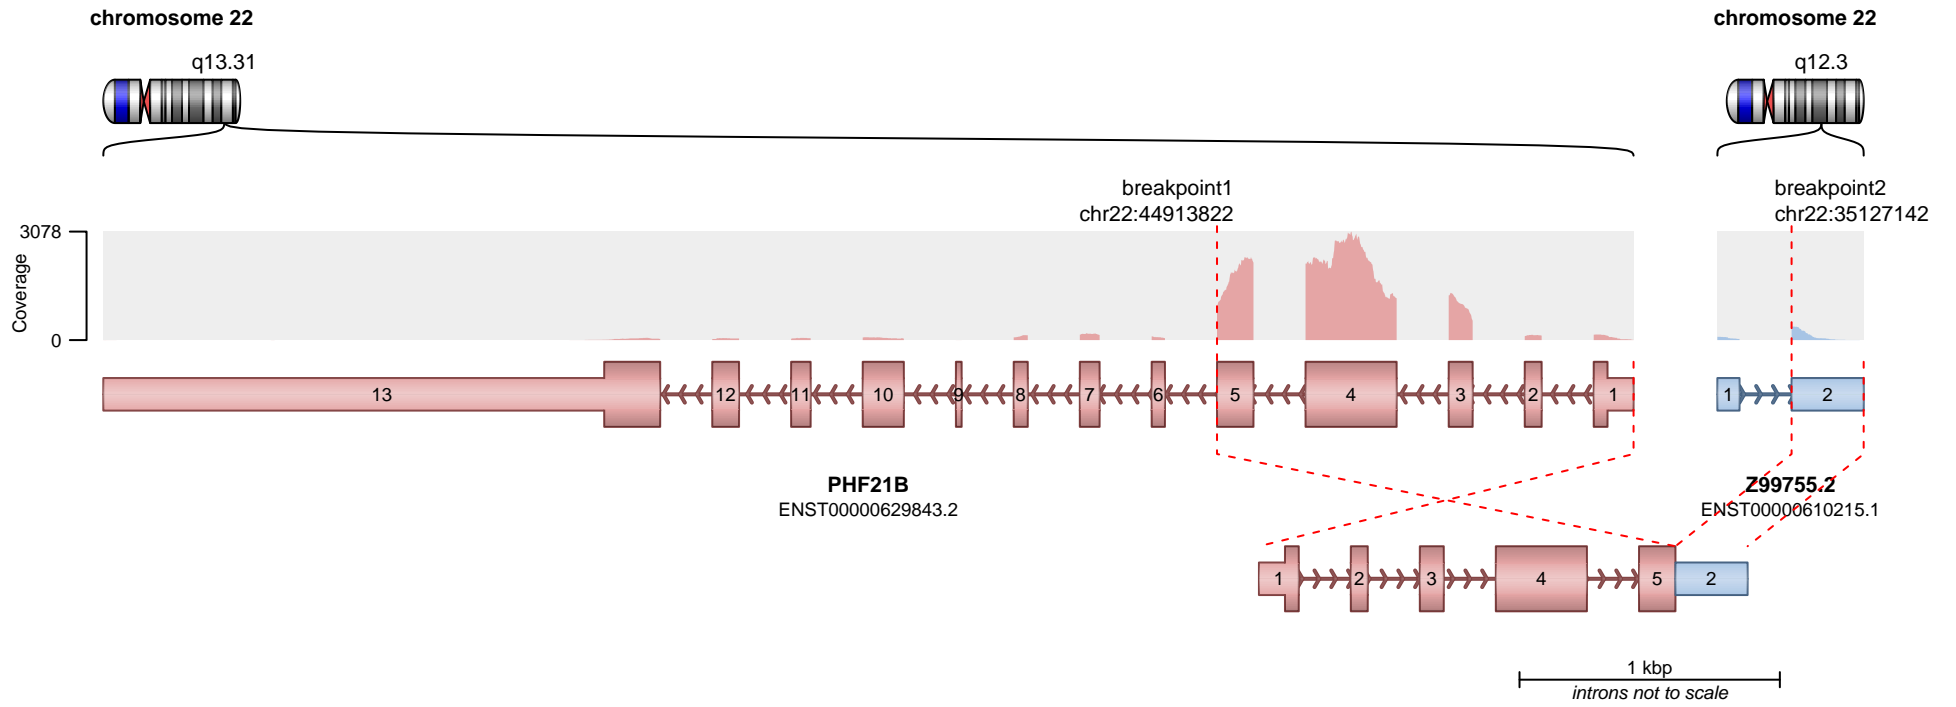 chromosome 22
chromosome 22
q13.31
q12.3
breakpoint1
chr22:44913822
breakpoint2
chr22:35127142
3078
Coverage
0
13
12
11
10
9
8
7
6
5
4
3
2
1
1
2
PHF21B
ENST00000629843.2
Z99755.2
ENST00000610215.1
1
2
3
4
5
2
1 kbp
introns not to scale